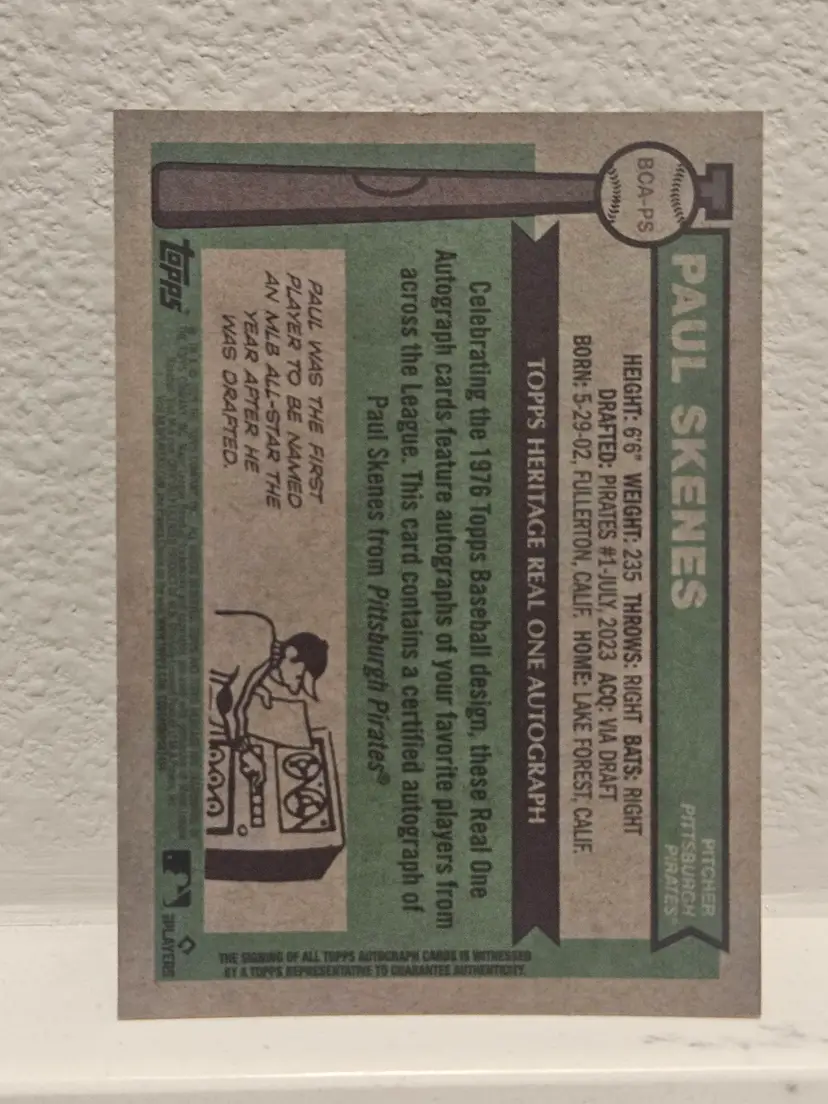 BCA-PS
PAUL SKENES
PITCHER
PITTSBURGH
PIRATES
HEIGHT: 6'6" WEIGHT: 235 THROWS: RIGHT BATS: RIGHT
DRAFTED: PIRATES #1-JULY, 2023 ACQ: VIA DRAFT
BORN: 5-29-02, FULLERTON, CALIF. HOME: LAKE FOREST, CALIF.
TOPPS HERITAGE REAL ONE AUTOGRAPH
Celebrating the 1976 Topps Baseball design, these Real One
Autograph cards feature autographs of your favorite players from
across the League. This card contains a certified autograph of
Paul Skenes from Pittsburgh Pirates®
PAUL WAS THE FIRST
PLAYER TO BE NAMED
AN MLB ALL-STAR THE
YEAR AFTER HE
WAS DRAFTED.
THE SIGNING OF ALL TOPPS AUTOGRAPH CARDS IS WITNESSED
BY A TOPPS REPRESENTATIVE TO GUARANTEE AUTHENTICITY.
topps
PLAYERS